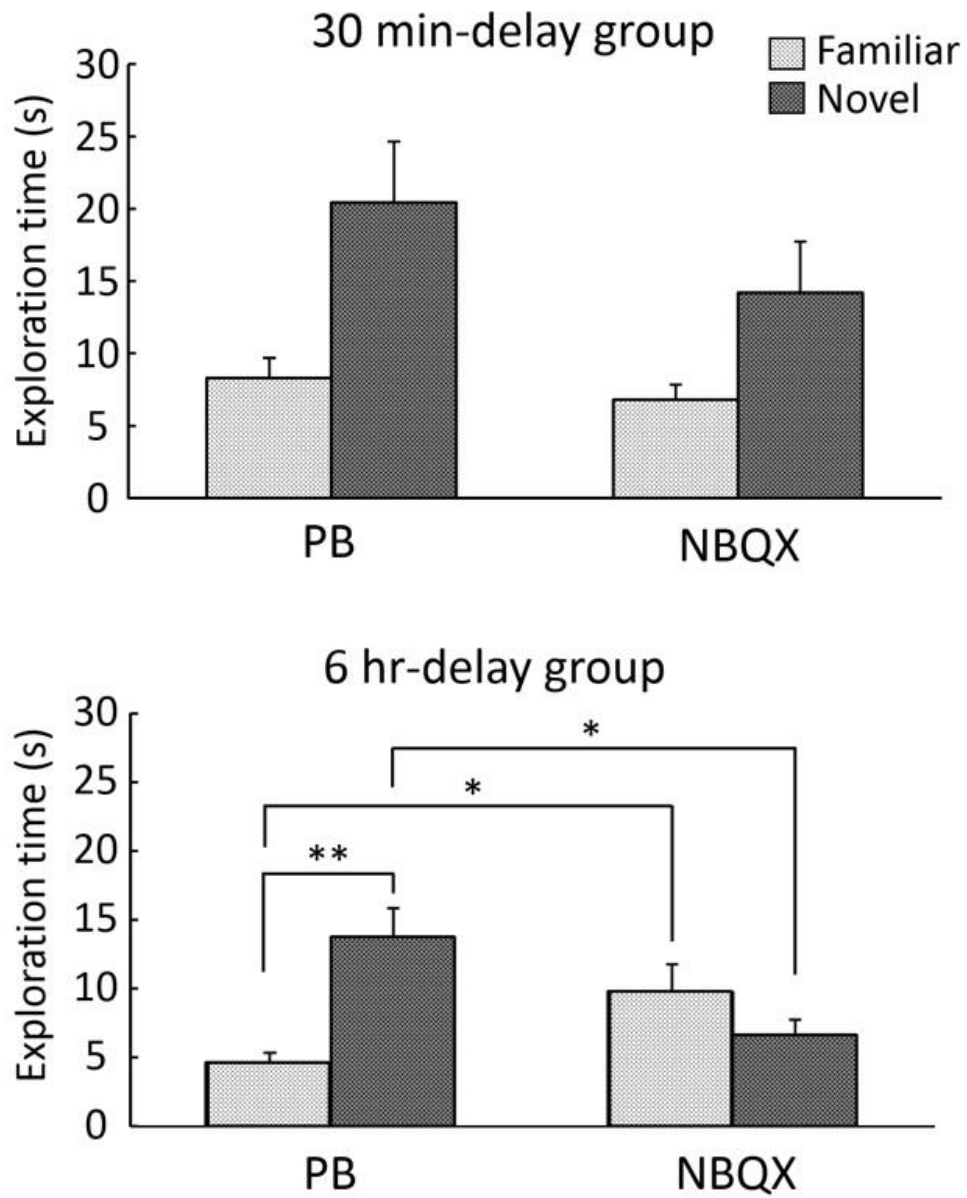 30 min-delay group
Familiar
Novel
Exploration time (s)
30
25
20
15
10
5
0
PB
NBQX
6 hr-delay group
Exploration time (s)
30
25
20
15
10
5
0
*
*
**
PB
NBQX